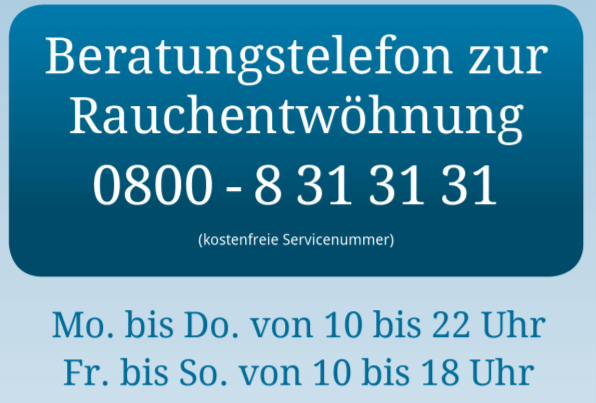 Beratungstelefon zur
Rauchentwöhnung
0800 - 8 31 31 31
(kostenfreie Servicenummer)
Mo. bis Do. von 10 bis 22 Uhr
Fr. bis So. von 10 bis 18 Uhr